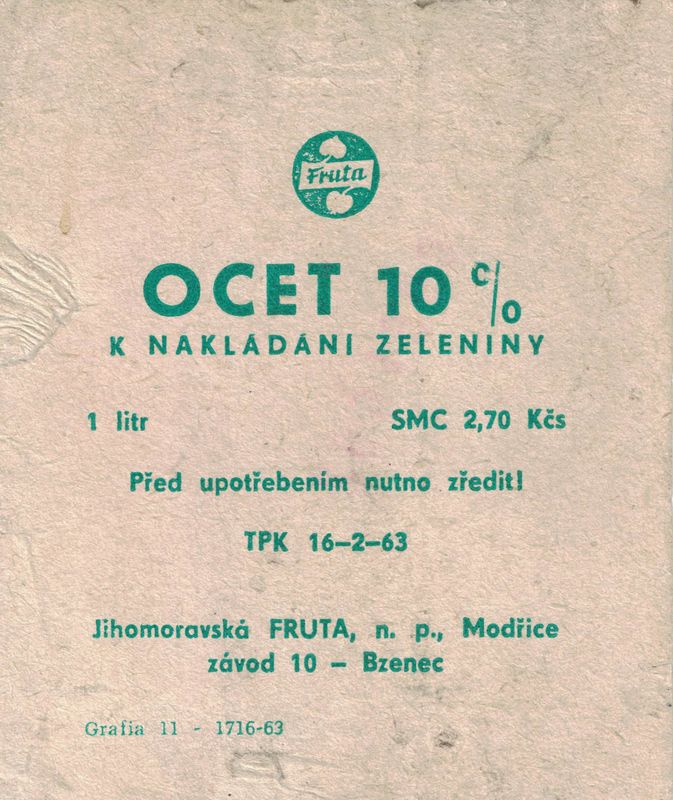 Fruta
OCET 10 %
K NAKLÁDÁNÍ ZELENINY
1 litr SMC 2,70 Kčs
Před upotřebením nutno zředit!
TPK 16–2–63
Jihomoravská FRUTA, n. p., Modřice
závod 10 – Bzenec
Grafia 11 - 1716-63